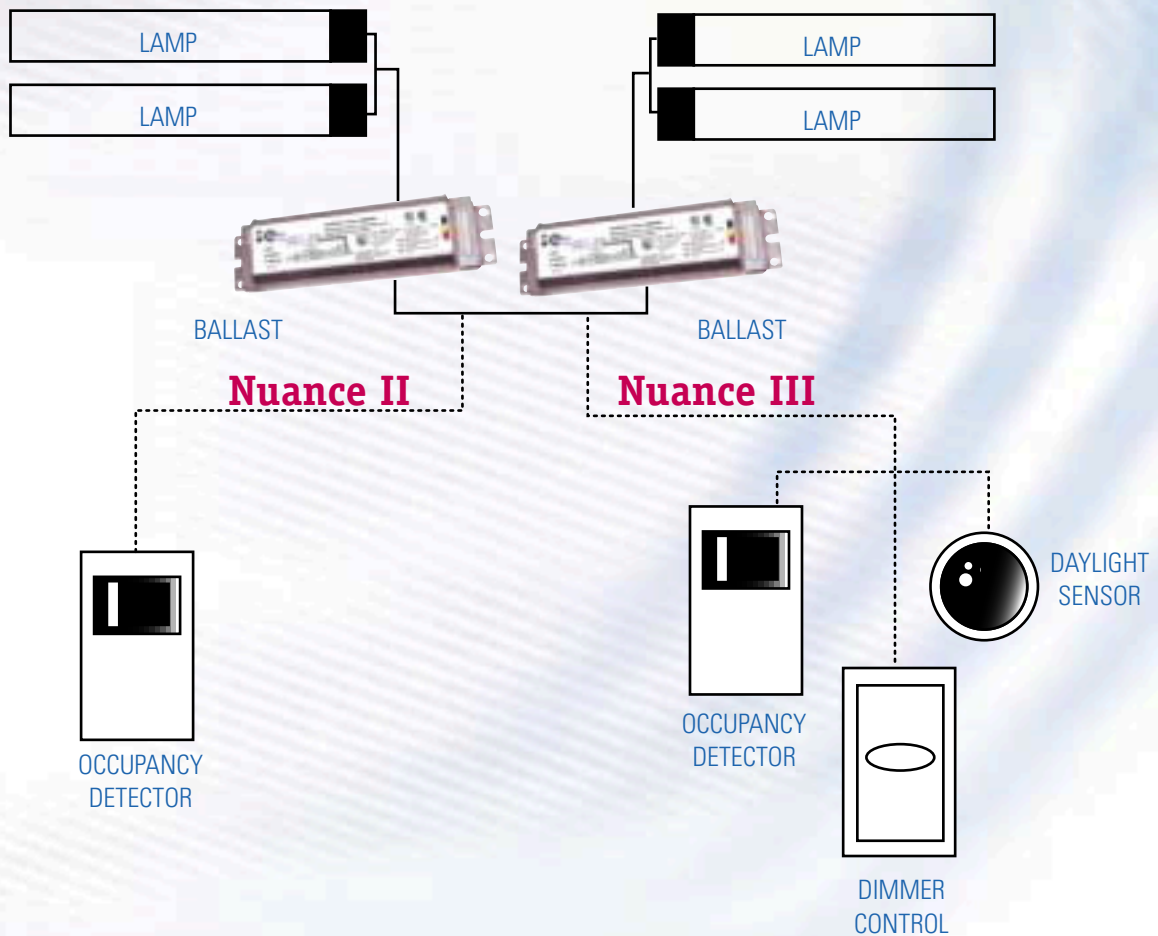 LAMP
LAMP
LAMP
LAMP
BALLAST
BALLAST
Nuance II
Nuance III
OCCUPANCY
DETECTOR
OCCUPANCY
DETECTOR
DAYLIGHT
SENSOR
DIMMER
CONTROL